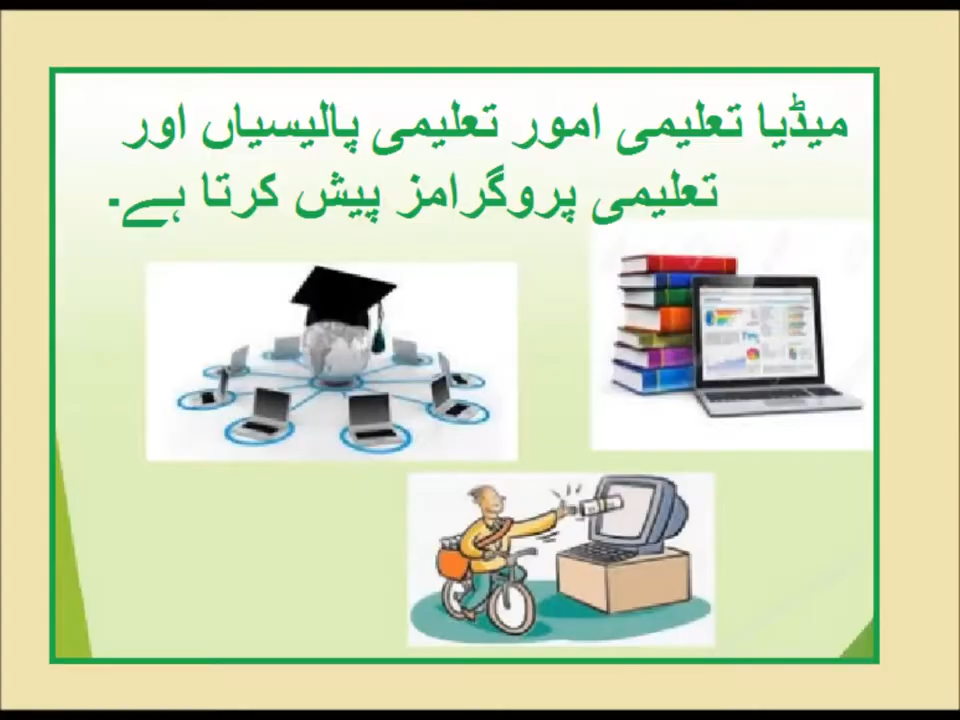 میڈیا تعلیمی امور تعلیمی پالیسیاں اور
تعلیمی پروگرامز پیش کرتا ہے۔